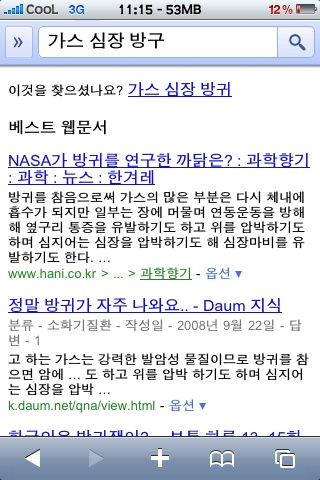 CooL 3G 11:15 - 53MB 12%
» 가스 심장 방구
이것을 찾으셨나요? 가스 심장 방귀
베스트 웹문서
NASA가 방귀를 연구한 까닭은? : 과학향기
: 과학 : 뉴스 : 한겨레
방귀를 참음으로써 가스의 많은 부분은 다시 체내에
흡수가 되지만 일부는 장에 머물며 연동운동을 방해
해 옆구리 통증을 유발하기도 하고 위를 압박하기도
하며 심지어는 심장을 압박하기도 해 심장마비를 유
발하기도 한다. ...
www.hani.co.kr > ... > 과학향기 - 옵션 ▼
정말 방귀가 자주 나와요.. - Daum 지식
분류 - 소화기질환 - 작성일 - 2008년 9월 22일 - 답
변 - 1
고 하는 가스는 강력한 발암성 물질이므로 방귀를 참
으면 암에 ... 도 하고 위를 압박 하기도 하며 심지어
는 심장을 압박 ...
k.daum.net/qna/view.html - 옵션 ▼